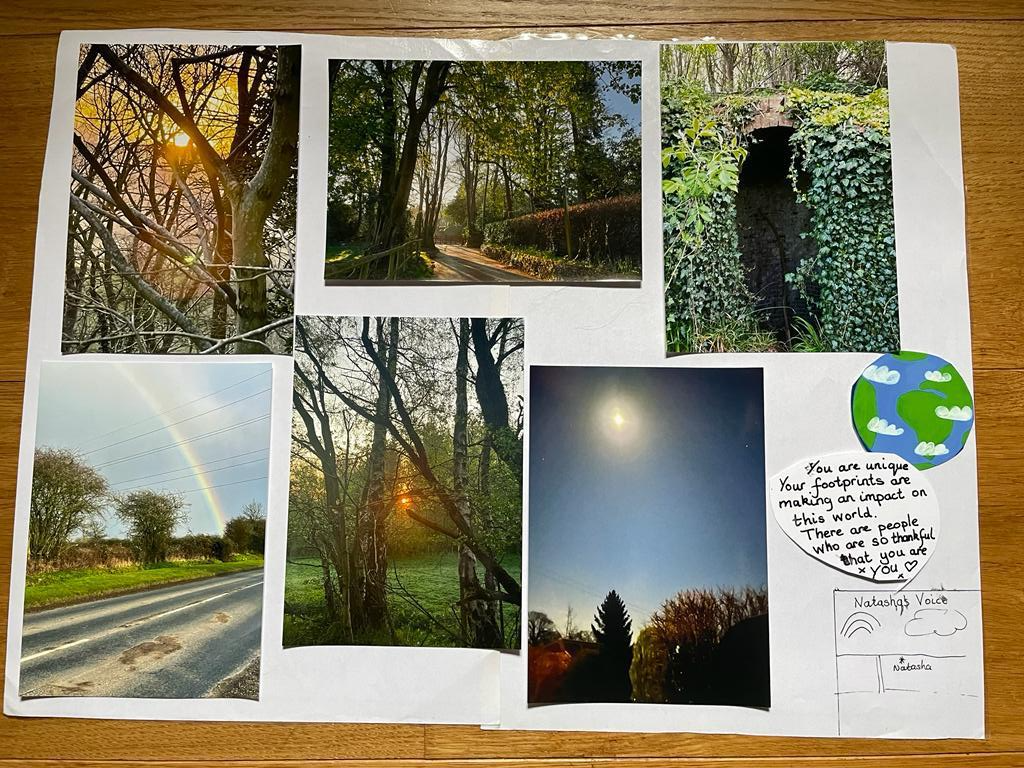 You are unique
Your footprints are
making an impact on
this world.
There are people
who are so thankful
that you are
x YOU ♡
x
Natasha's Voice
Natasha